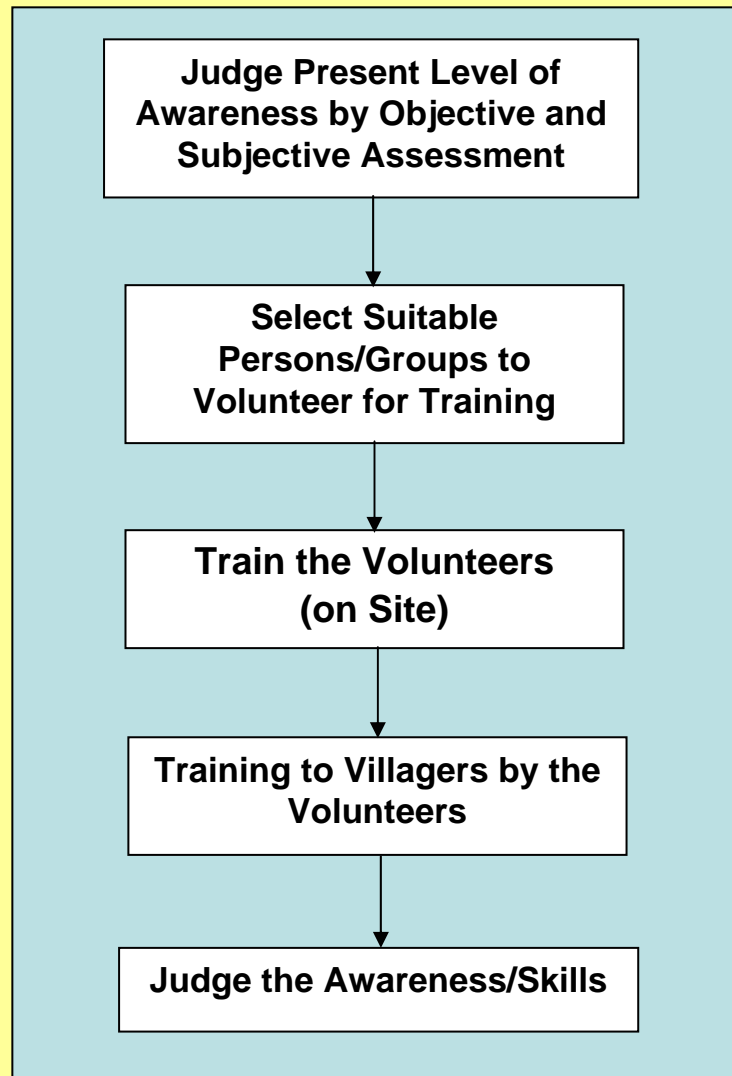 Judge Present Level of
Awareness by Objective and
Subjective Assessment
Select Suitable
Persons/Groups to
Volunteer for Training
Train the Volunteers
(on Site)
Training to Villagers by the
Volunteers
Judge the Awareness/Skills